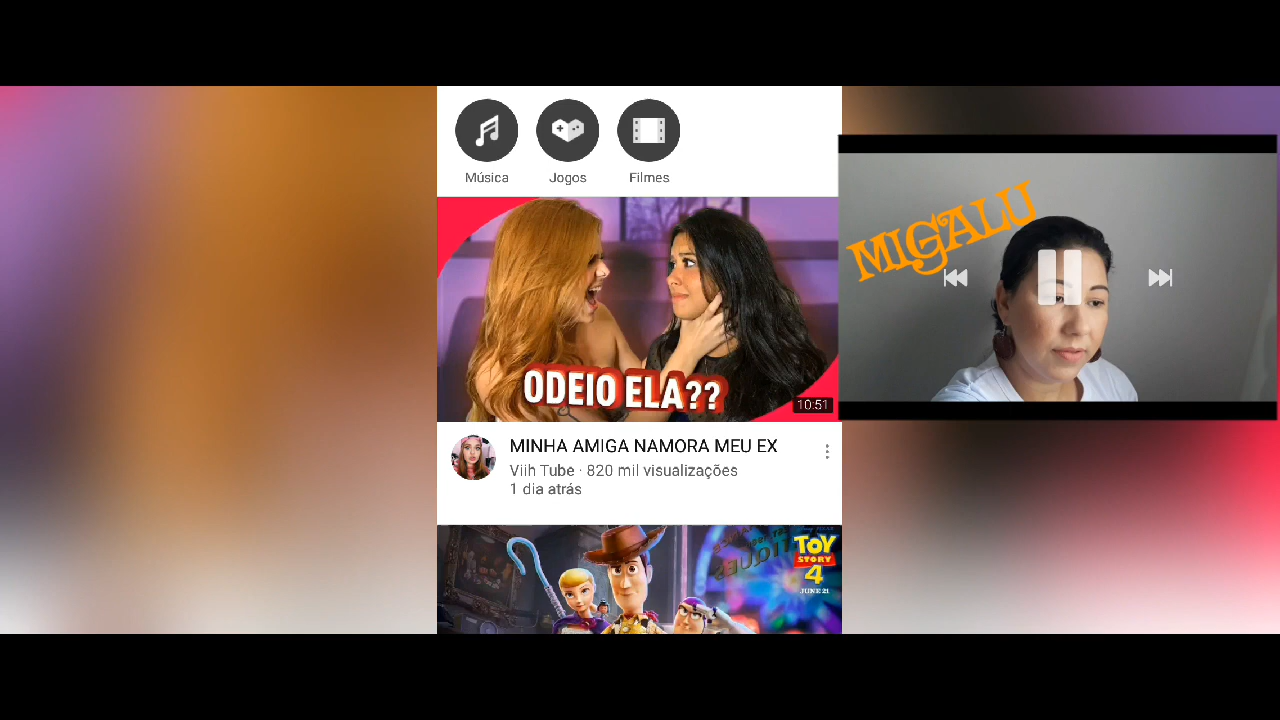 Música
Jogos
Filmes
MIGALU
ODEIO ELA??
10:51
MINHA AMIGA NAMORA MEU EX
Viih Tube · 820 mil visualizações
1 dia atrás
TOY
STORY
4
JUNE 21